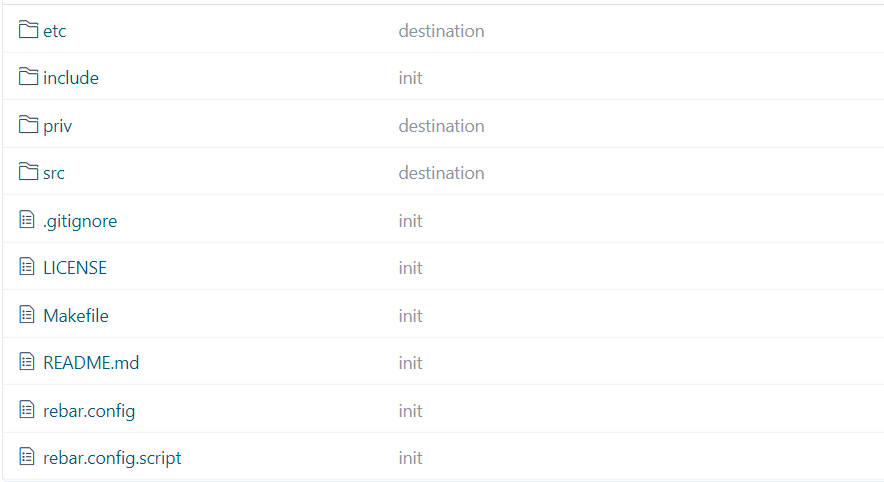 etc destination
include init
priv destination
src destination
.gitignore init
LICENSE init
Makefile init
README.md init
rebar.config init
rebar.config.script init